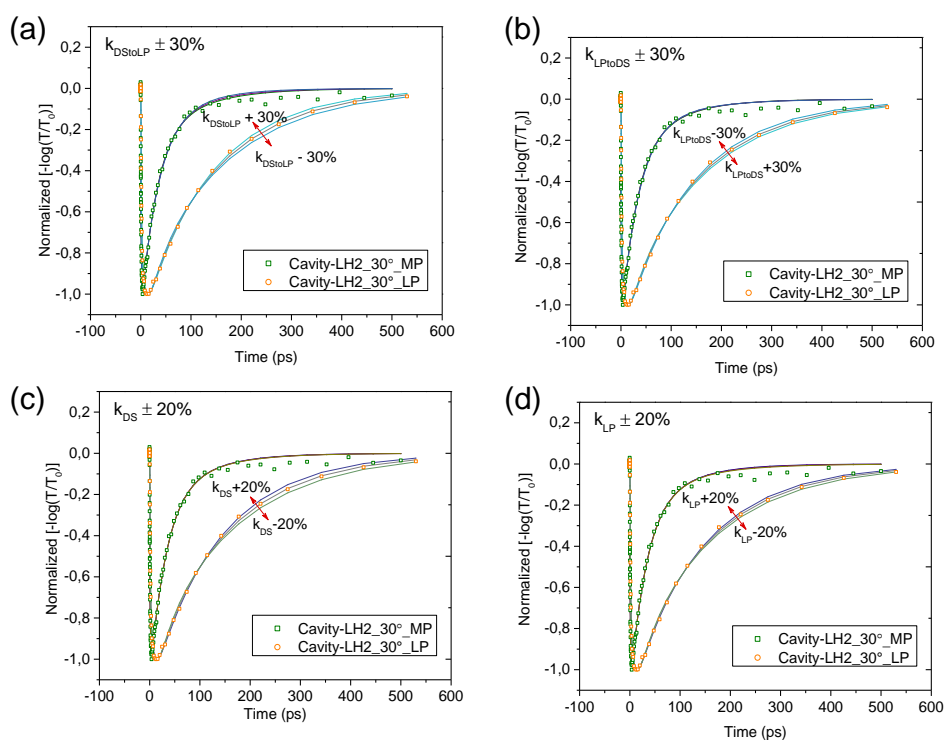 (a)
k_DStoLP ± 30%
0,2
0,0
-0,2
-0,4
-0,6
-0,8
-1,0
Normalized [-log(T/T₀)]
k_DStoLP + 30%
k_DStoLP - 30%
Cavity-LH2_30°_MP
Cavity-LH2_30°_LP
-100 0 100 200 300 400 500 600
Time (ps)
(b)
k_LPtoDS ± 30%
0,2
0,0
-0,2
-0,4
-0,6
-0,8
-1,0
Normalized [-log(T/T₀)]
k_LPtoDS-30%
k_LPtoDS+30%
Cavity-LH2_30°_MP
Cavity-LH2_30°_LP
-100 0 100 200 300 400 500 600
Time (ps)
(c)
k_DS ± 20%
0,2
0,0
-0,2
-0,4
-0,6
-0,8
-1,0
Normalized [-log(T/T₀)]
k_DS+20%
k_DS-20%
Cavity-LH2_30°_MP
Cavity-LH2_30°_LP
-100 0 100 200 300 400 500 600
Time (ps)
(d)
k_LP ± 20%
0,2
0,0
-0,2
-0,4
-0,6
-0,8
-1,0
Normalized [-log(T/T₀)]
k_LP+20%
k_LP-20%
Cavity-LH2_30°_MP
Cavity-LH2_30°_LP
-100 0 100 200 300 400 500 600
Time (ps)